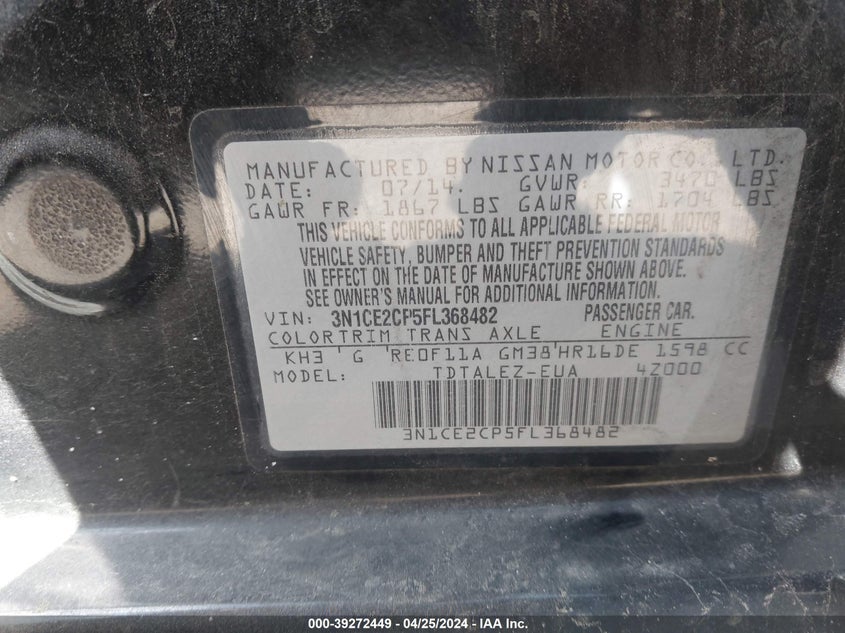 MANUFACTURED BY NISSAN MOTOR CO., LTD.
DATE: 07/14. GVWR: 3470 LBS
GAWR FR: 1867 LBS GAWR RR: 1704 LBS
THIS VEHICLE CONFORMS TO ALL APPLICABLE FEDERAL MOTOR
VEHICLE SAFETY, BUMPER AND THEFT PREVENTION STANDARDS
IN EFFECT ON THE DATE OF MANUFACTURE SHOWN ABOVE.
SEE OWNER'S MANUAL FOR ADDITIONAL INFORMATION.
VIN: 3N1CE2CP5FL368482 PASSENGER CAR.
COLORTRIM TRANS AXLE ENGINE
KH3 G RE0F11A GM38 HR16DE 1598 CC
MODEL: TDTALEZ-EUA 4Z000
3N1CE2CP5FL368482
000-39272449 - 04/25/2024 - IAA Inc.